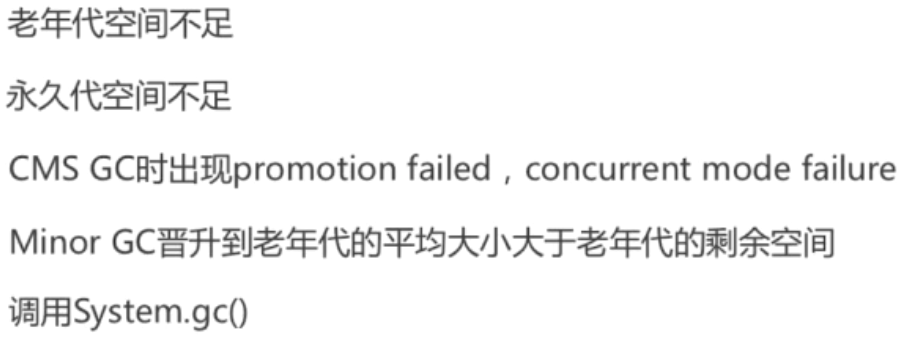 老年代空间不足
永久代空间不足
CMS GC时出现promotion failed，concurrent mode failure
Minor GC晋升到老年代的平均大小大于老年代的剩余空间
调用System.gc()